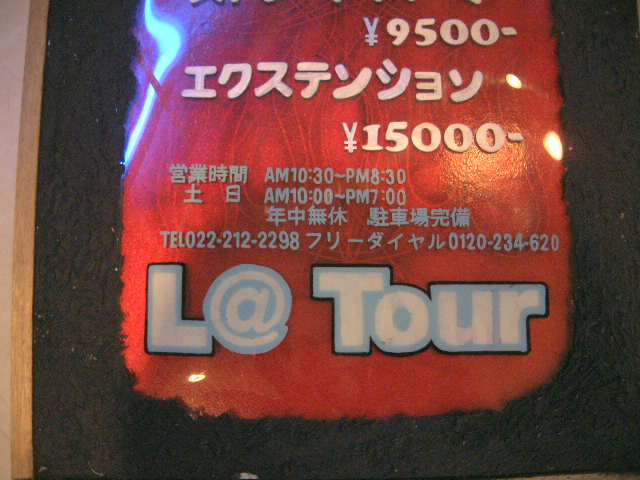 ¥9500-
エクステンション
¥15000-
営業時間 AM10:30~PM8:30
土 日 AM10:00~PM7:00
年中無休 駐車場完備
TEL022-212-2298 フリーダイヤル0120-234-620
L@ Tour